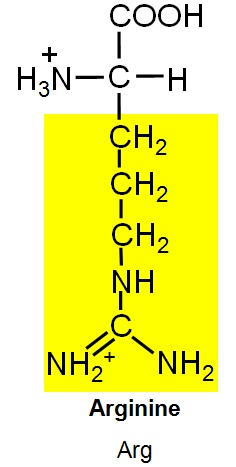 COOH
+
H3N–C–H
CH2
CH2
CH2
NH
C
NH2+ NH2
Arginine
Arg